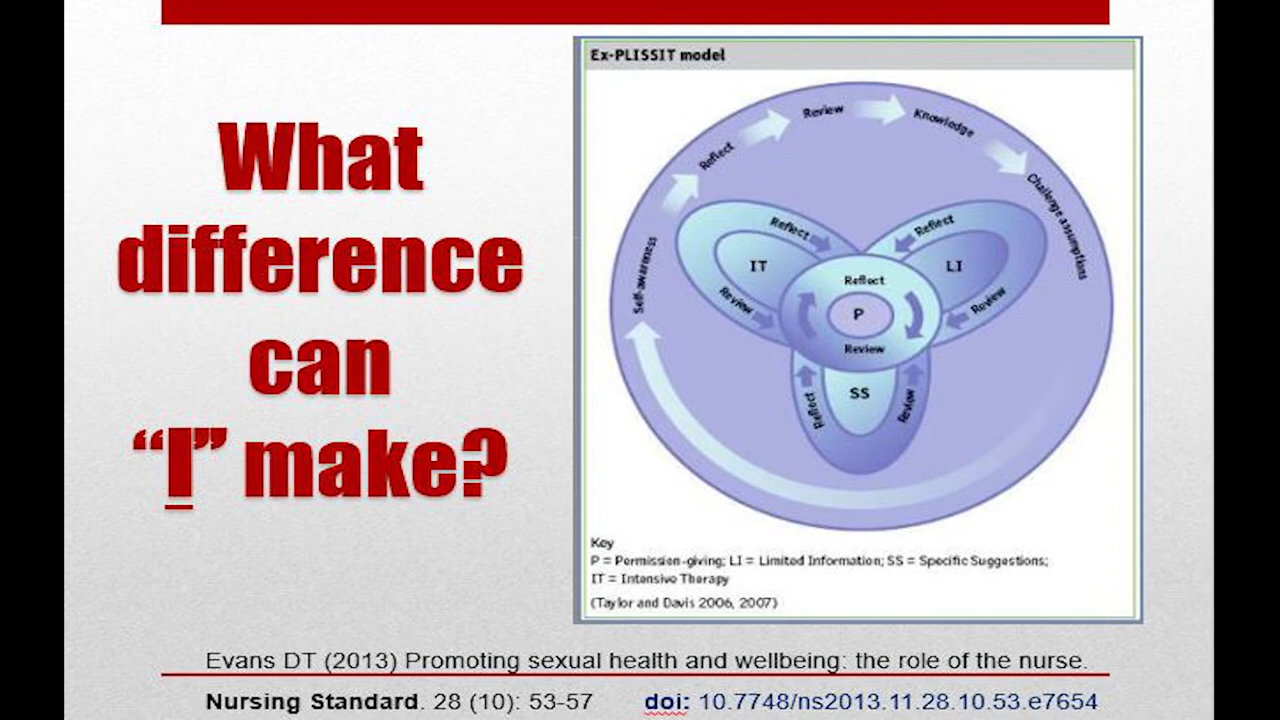 What
difference
can
“I” make?
Ex-PLISSIT model
Self-awareness
Reflect
Review
Knowledge
Challenge assumptions
Reflect
IT
Review
Reflect
LI
Review
Reflect
P
Review
SS
Reflect
Review
Key
P = Permission-giving; LI = Limited Information; SS = Specific Suggestions;
IT = Intensive Therapy
(Taylor and Davis 2006, 2007)
Evans DT (2013) Promoting sexual health and wellbeing: the role of the nurse.
Nursing Standard. 28 (10): 53-57 doi: 10.7748/ns2013.11.28.10.53.e7654